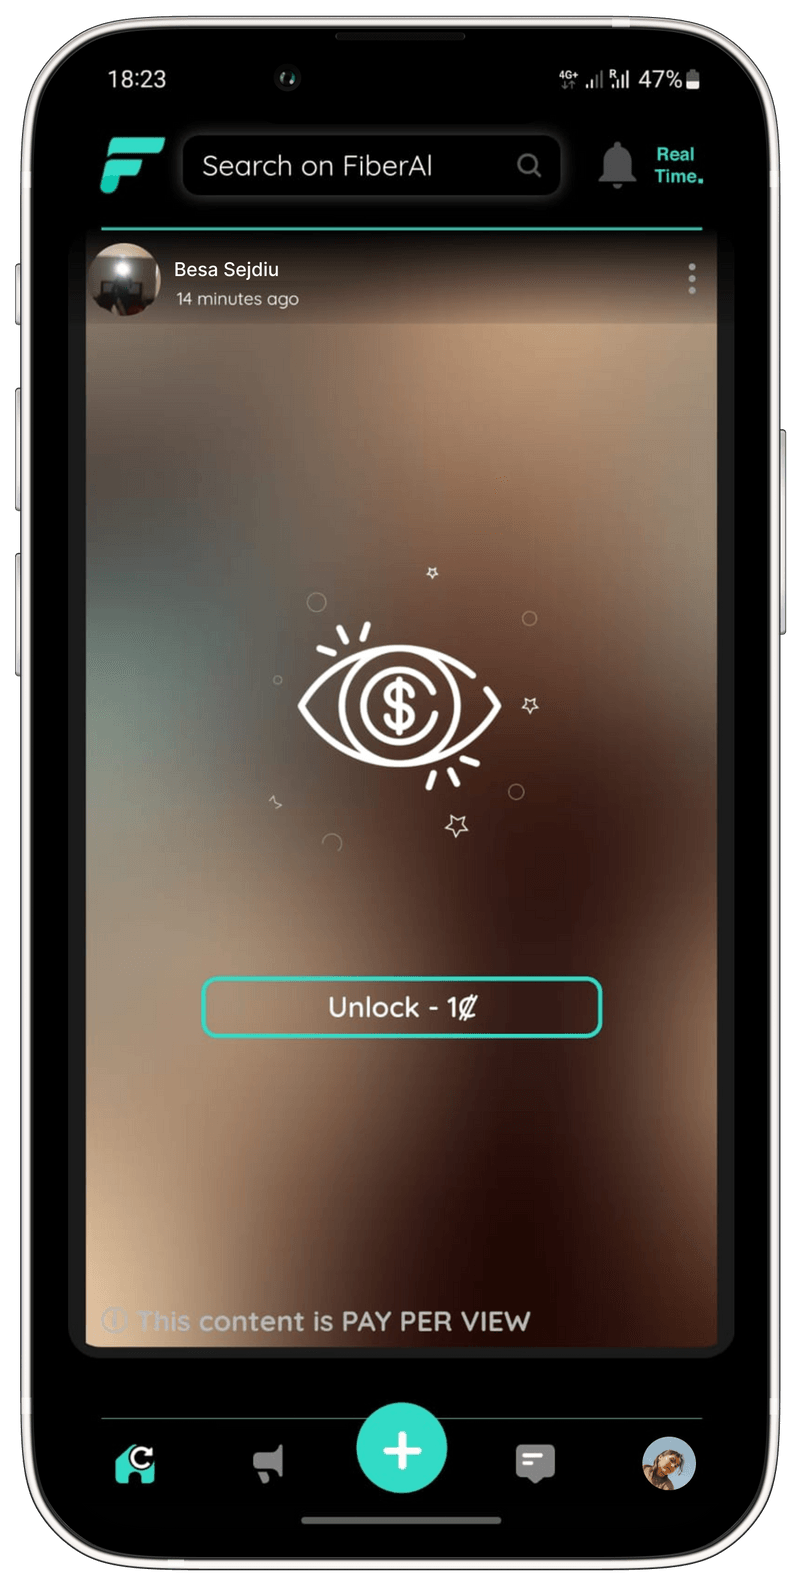 18:23
4G+ R 47%
Search on FiberAl
Real
Time.
Besa Sejdiu
14 minutes ago
$
Unlock - 1₡
This content is PAY PER VIEW